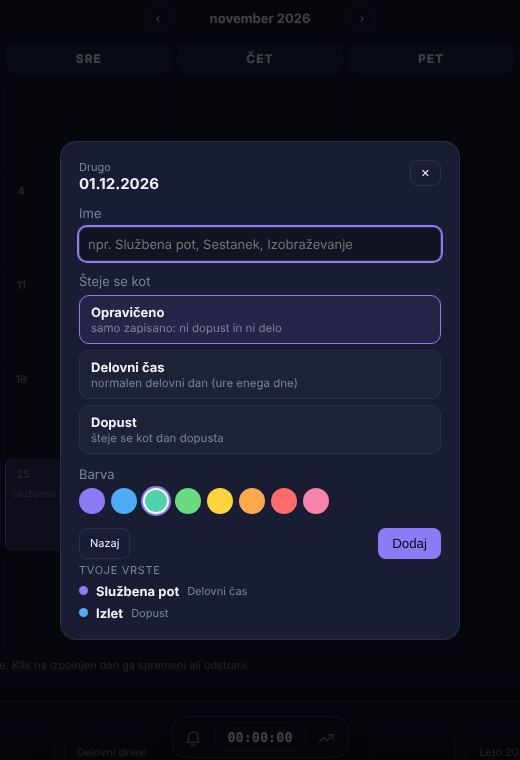 ‹ november 2026 ›
SRE ČET PET
Drugo
01.12.2026
×
4
Ime
npr. Službena pot, Sestanek, Izobraževanje
Šteje se kot
11
Opravičeno
samo zapisano: ni dopust in ni delo
Delovni čas
normalen delovni dan (ure enega dne)
18
Dopust
šteje se kot dan dopusta
Barva
25
Službena
Nazaj
Dodaj
TVOJE VRSTE
Službena pot Delovni čas
Izlet Dopust
e. Klik na izpolnjen dan ga spremeni ali odstrani.
00:00:00
Delovni dnevi
Leto 20